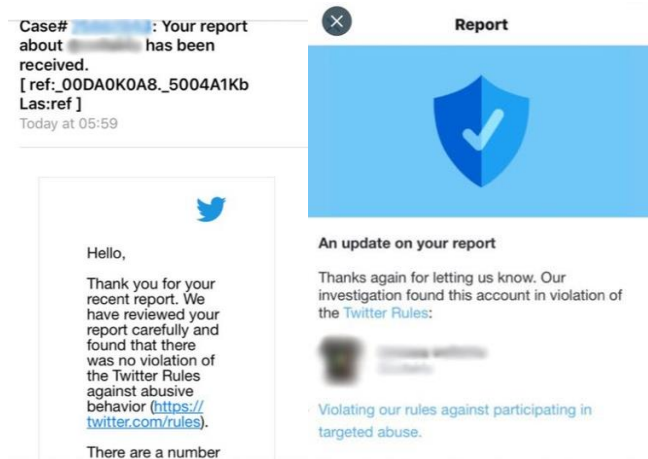 Case# : Your report
about has been
received.
[ ref:_00DA0K0A8._5004A1Kb
Las:ref ]
Today at 05:59
Hello,
Thank you for your
recent report. We
have reviewed your
report carefully and
found that there
was no violation of
the Twitter Rules
against abusive
behavior (https://
twitter.com/rules).
There are a number
Report
An update on your report
Thanks again for letting us know. Our
investigation found this account in violation of
the Twitter Rules:
Violating our rules against participating in
targeted abuse.